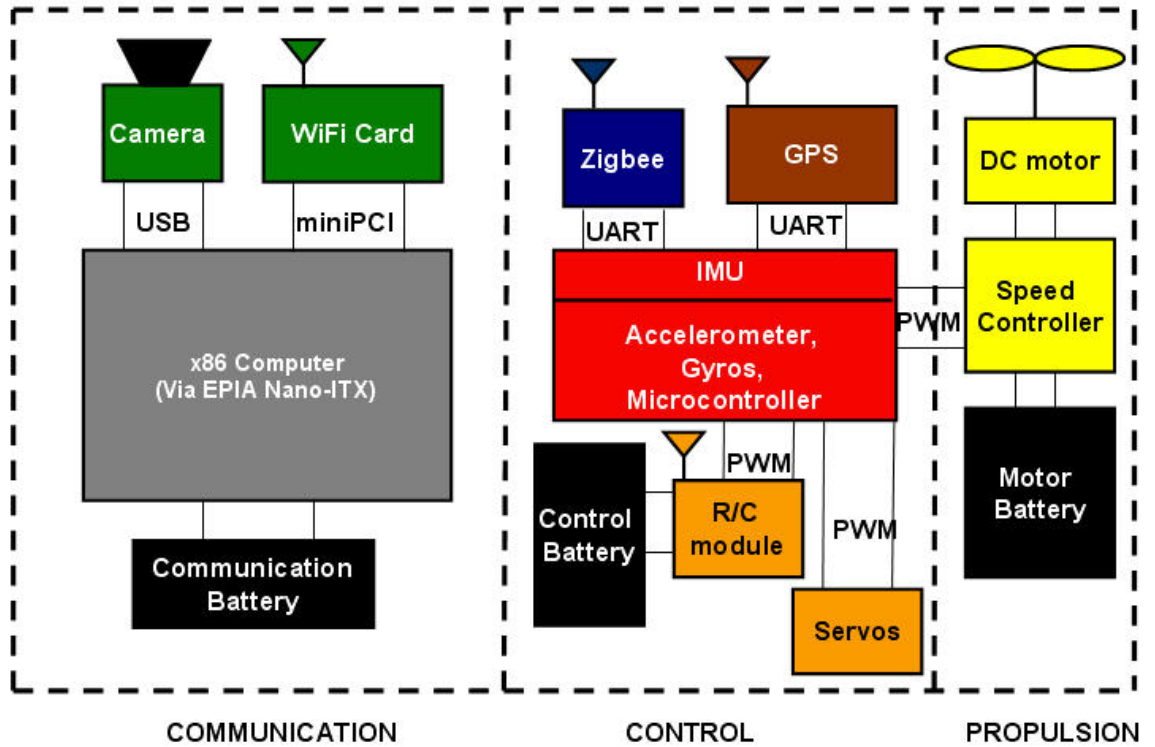 Camera
WiFi Card
USB
miniPCI
x86 Computer
(Via EPIA Nano-ITX)
Communication
Battery
COMMUNICATION
Zigbee
GPS
UART
UART
IMU
Accelerometer,
Gyros,
Microcontroller
PWM
Control
Battery
R/C
module
PWM
Servos
CONTROL
PWM
DC motor
Speed
Controller
Motor
Battery
PROPULSION